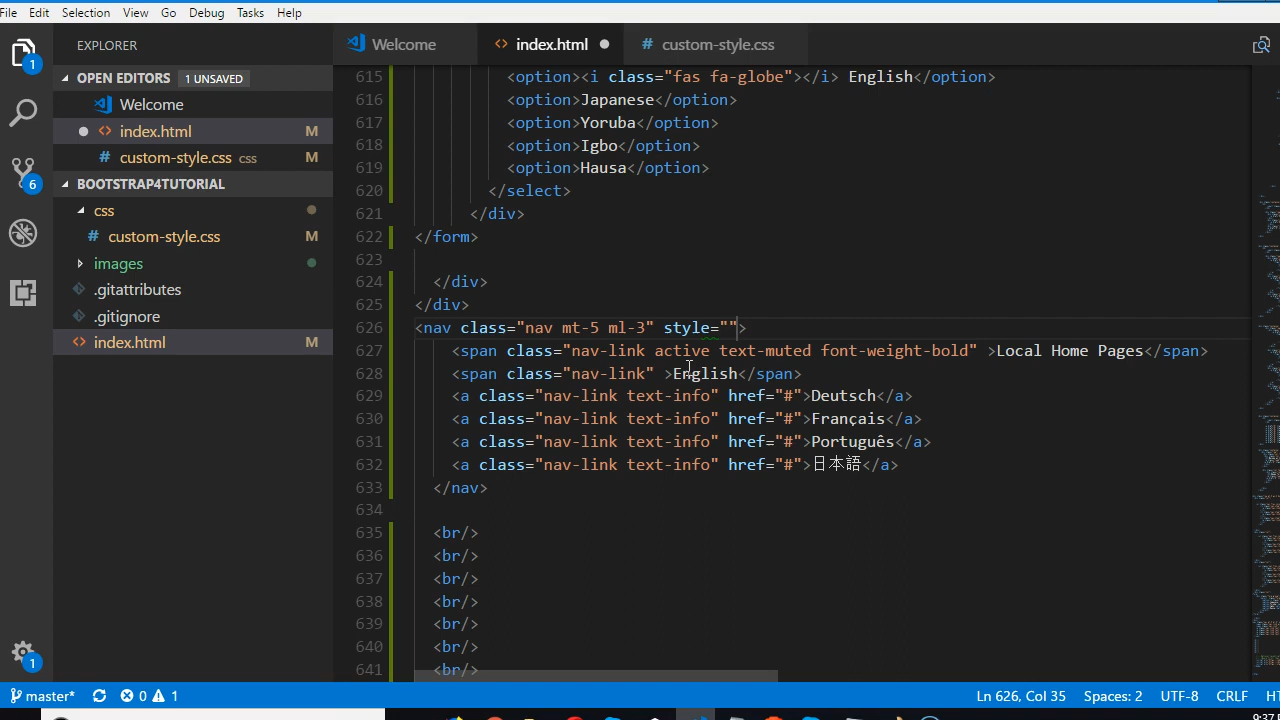 File Edit Selection View Go Debug Tasks Help
EXPLORER
OPEN EDITORS 1 UNSAVED
Welcome
index.html M
custom-style.css css M
BOOTSTRAP4TUTORIAL
css
custom-style.css M
images
.gitattributes
.gitignore
index.html M
1
6
1
Welcome index.html custom-style.css
615 <option><i class="fas fa-globe"></i> English</option>
616 <option>Japanese</option>
617 <option>Yoruba</option>
618 <option>Igbo</option>
619 <option>Hausa</option>
620 </select>
621 </div>
622 </form>
623
624 </div>
625 </div>
626 <nav class="nav mt-5 ml-3" style="">
627 <span class="nav-link active text-muted font-weight-bold" >Local Home Pages</span>
628 <span class="nav-link" >English</span>
629 <a class="nav-link text-info" href="#">Deutsch</a>
630 <a class="nav-link text-info" href="#">Français</a>
631 <a class="nav-link text-info" href="#">Português</a>
632 <a class="nav-link text-info" href="#">日本語</a>
633 </nav>
634
635 <br/>
636 <br/>
637 <br/>
638 <br/>
639 <br/>
640 <br/>
641 <br/>
master* 0 1 Ln 626, Col 35 Spaces: 2 UTF-8 CRLF